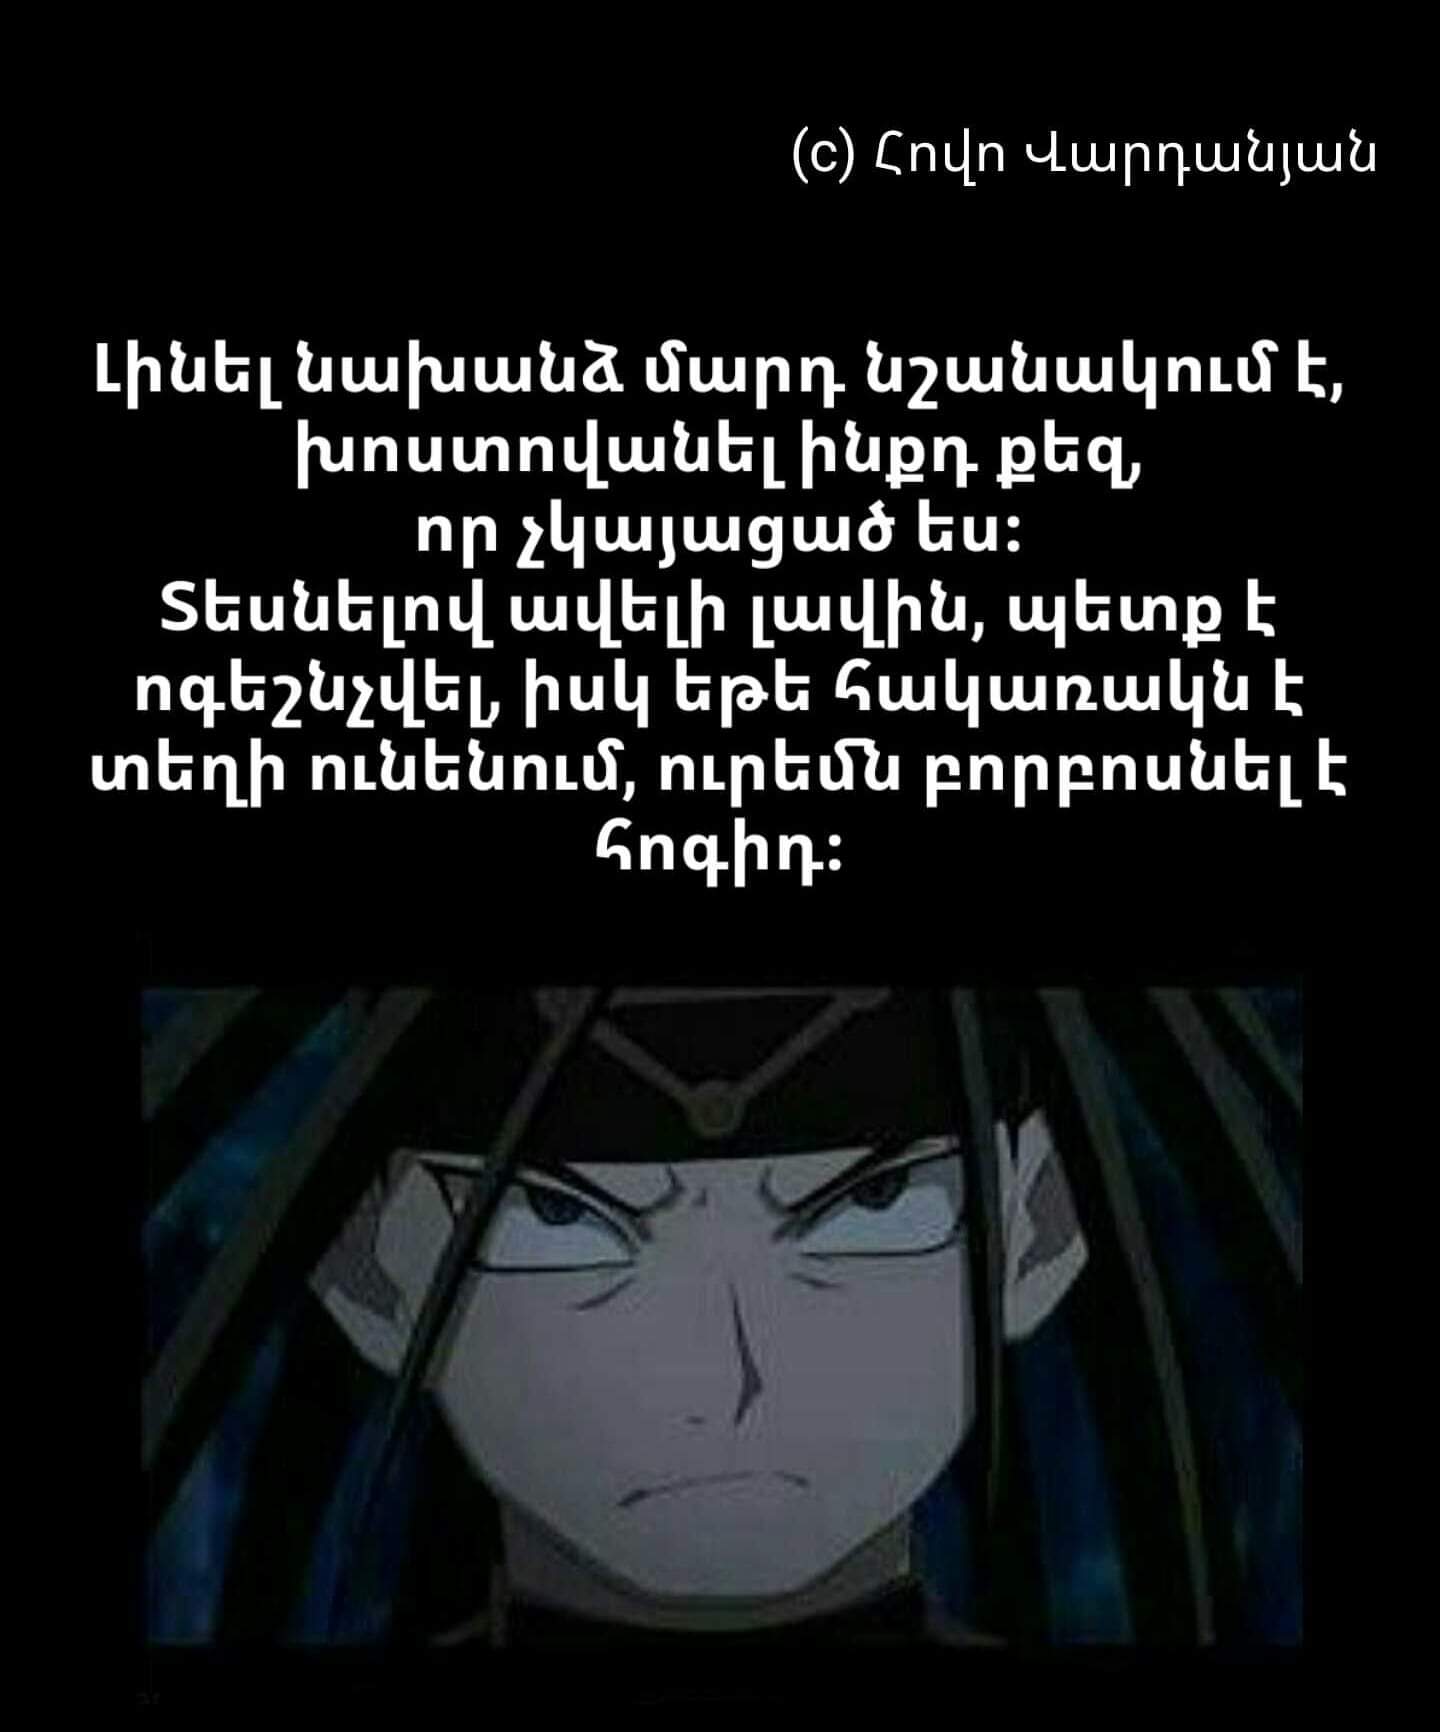 (c) Հովո Վարդանյան
Լինել նախանձ մարդ նշանակում է,
խոստովանել ինքդ քեզ,
որ չկայացած ես:
Տեսնելով ավելի լավին, պետք է
ոգեշնչվել, իսկ եթե հակառակն է
տեղի ունենում, ուրեմն բորբոսնել է
հոգիդ: